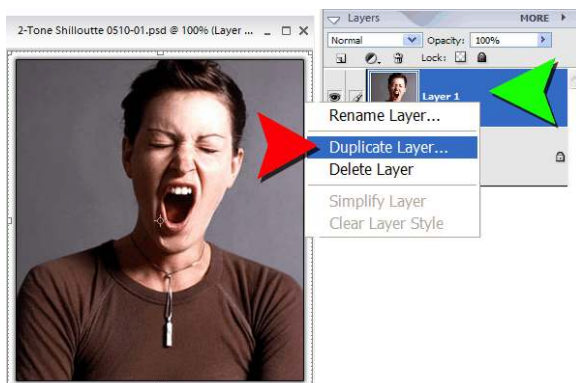 2-Tone Shilloutte 0510-01.psd @ 100% (Layer ...
Layers MORE
Normal Opacity: 100%
Lock:
Layer 1
Rename Layer...
Duplicate Layer...
Delete Layer
Simplify Layer
Clear Layer Style